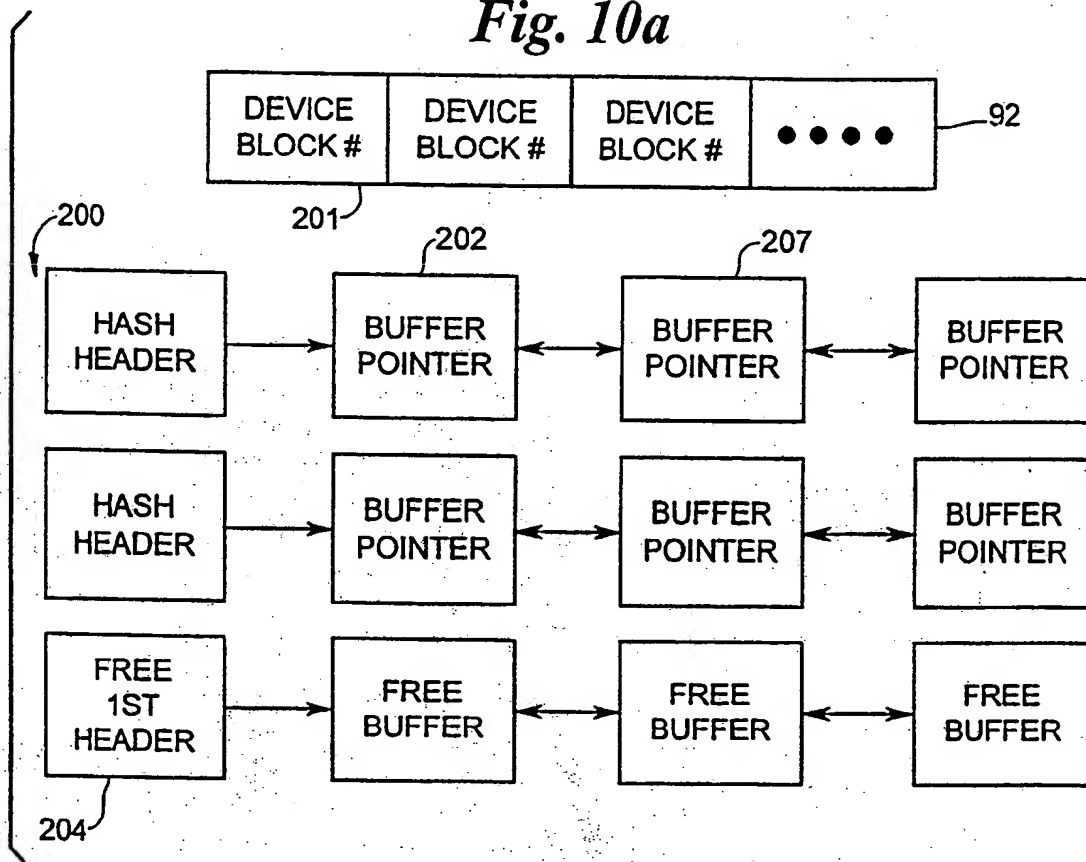 Fig. 10a
DEVICE
BLOCK #
DEVICE
BLOCK #
DEVICE
BLOCK #
92
201
200
202
207
HASH
HEADER
BUFFER
POINTER
BUFFER
POINTER
BUFFER
POINTER
HASH
HEADER
BUFFER
POINTER
BUFFER
POINTER
BUFFER
POINTER
FREE
1ST
HEADER
FREE
BUFFER
FREE
BUFFER
FREE
BUFFER
204